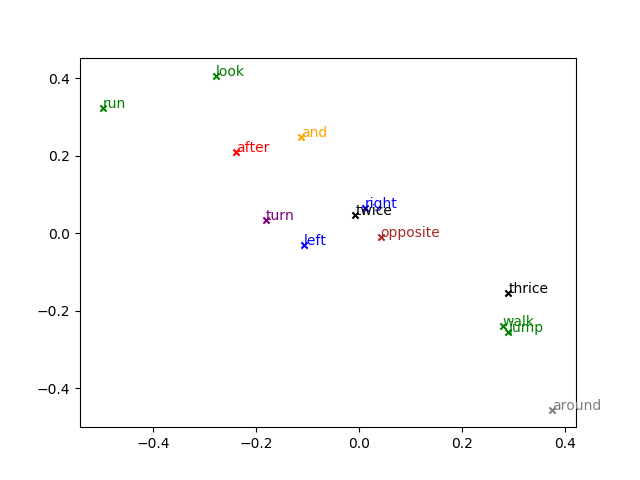 0.4
0.2
0.0
−0.2
−0.4
look
run
and
after
right
twice
turn
left
opposite
thrice
walk
jump
around
−0.4
−0.2
0.0
0.2
0.4